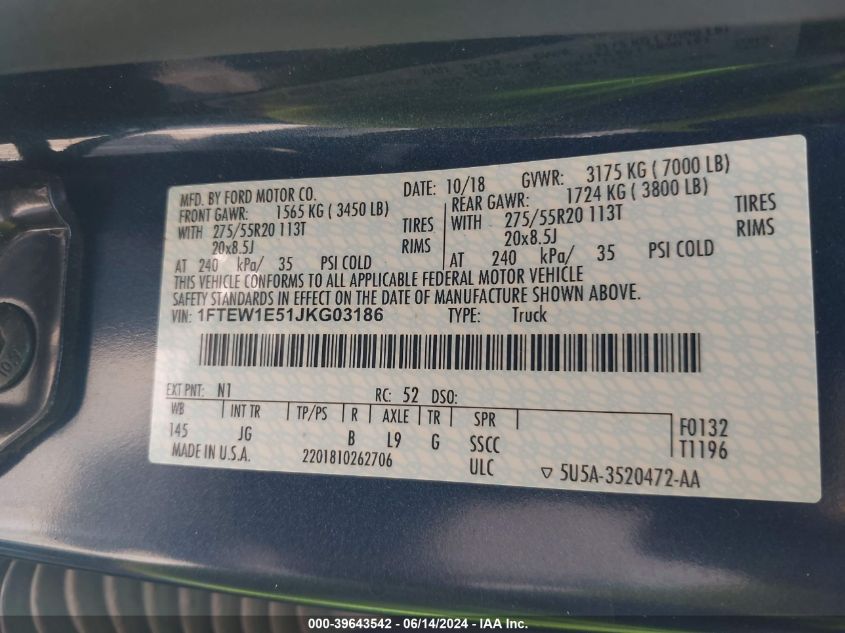 MFD. BY FORD MOTOR CO. DATE: 10/18 GVWR: 3175 KG ( 7000 LB)
FRONT GAWR: 1565 KG ( 3450 LB) REAR GAWR: 1724 KG ( 3800 LB)
WITH 275/55R20 113T TIRES WITH 275/55R20 113T TIRES
20x8.5J RIMS 20x8.5J RIMS
AT 240 kPa/ 35 PSI COLD AT 240 kPa/ 35 PSI COLD
THIS VEHICLE CONFORMS TO ALL APPLICABLE FEDERAL MOTOR VEHICLE
SAFETY STANDARDS IN EFFECT ON THE DATE OF MANUFACTURE SHOWN ABOVE.
VIN: 1FTEW1E51JKG03186 TYPE: Truck
EXT PNT: N1 RC: 52 DSO:
WB INT TR TP/PS R AXLE TR SPR F0132
145 JG B L9 G SSCC T1196
MADE IN U.S.A. 2201810262706 ULC ▽ 5U5A-3520472-AA
000-39643542 - 06/14/2024 - IAA Inc.